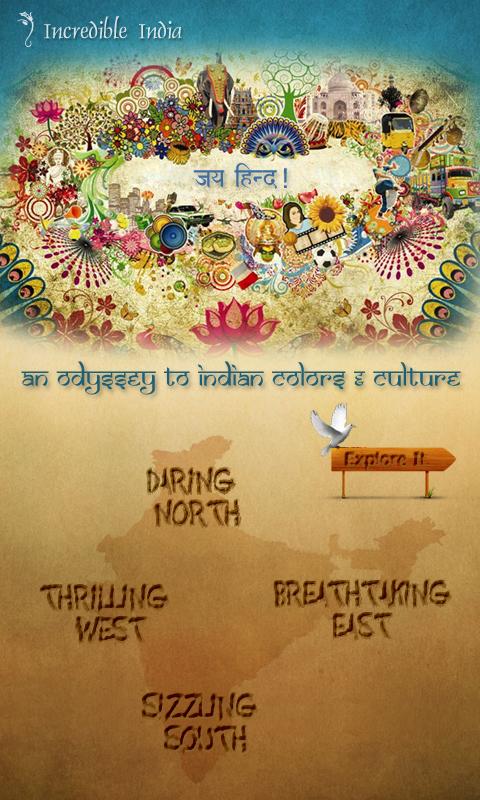 Incredible India
जय हिन्द!
an odyssey to indian colors & culture
Explore It
DARING
NORTH
THRILLING
WEST
BREATHTAKING
EAST
SIZZLING
SOUTH